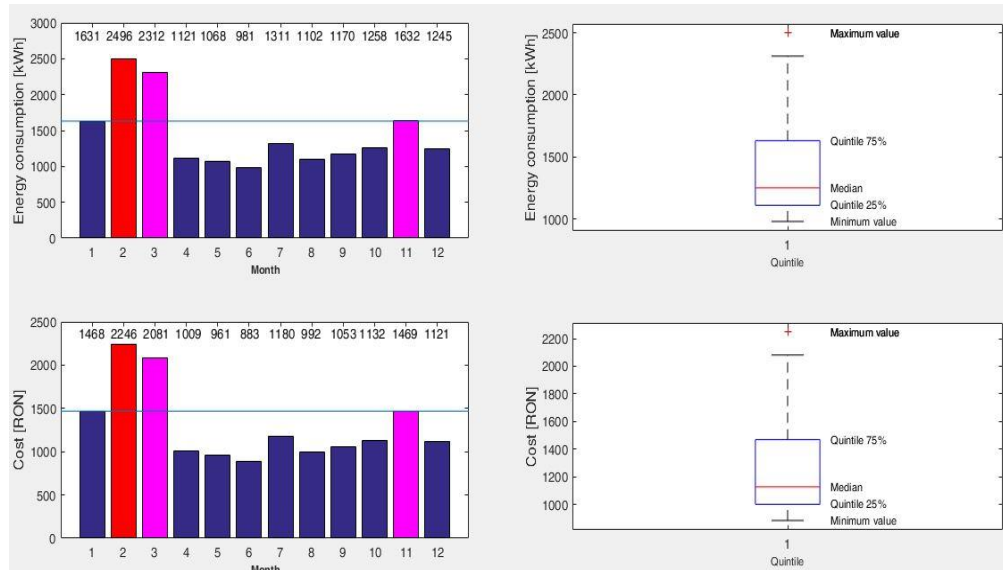 3000
1631 2496 2312 1121 1068 981 1311 1102 1170 1258 1632 1245
2500
2000
1500
1000
500
0
Energy consumption [kWh]
1 2 3 4 5 6 7 8 9 10 11 12
Month
2500
2000
1500
1000
Energy consumption [kWh]
Maximum value
Quintile 75%
Median
Quintile 25%
Minimum value
1
Quintile
2500
1468 2246 2081 1009 961 883 1180 992 1053 1132 1469 1121
2000
1500
1000
500
0
Cost [RON]
1 2 3 4 5 6 7 8 9 10 11 12
Month
2200
2000
1800
1600
1400
1200
1000
Cost [RON]
Maximum value
Quintile 75%
Median
Quintile 25%
Minimum value
1
Quintile